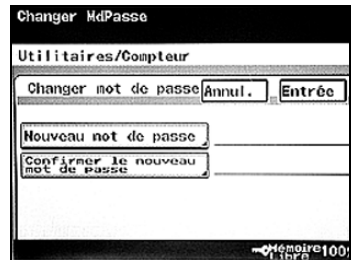 Changer MdPasse
Utilitaires/Compteur
Changer mot de passe Annul. Entrée
Nouveau mot de passe
Confirmer le nouveau
mot de passe
Mémoire 100%
Libre